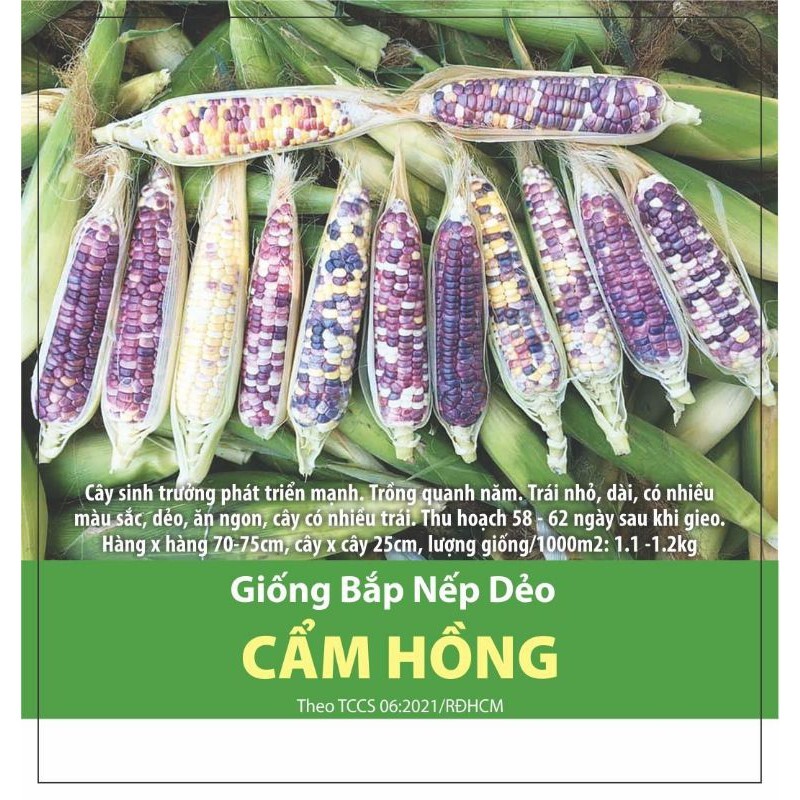 Cây sinh trưởng phát triển mạnh. Trồng quanh năm. Trái nhỏ, dài, có nhiều
màu sắc, dẻo, ăn ngon, cây có nhiều trái. Thu hoạch 58 - 62 ngày sau khi gieo.
Hàng x hàng 70-75cm, cây x cây 25cm, lượng giống/1000m2: 1.1 -1.2kg
Giống Bắp Nếp Dẻo
CẨM HỒNG
Theo TCCS 06:2021/RĐHCM